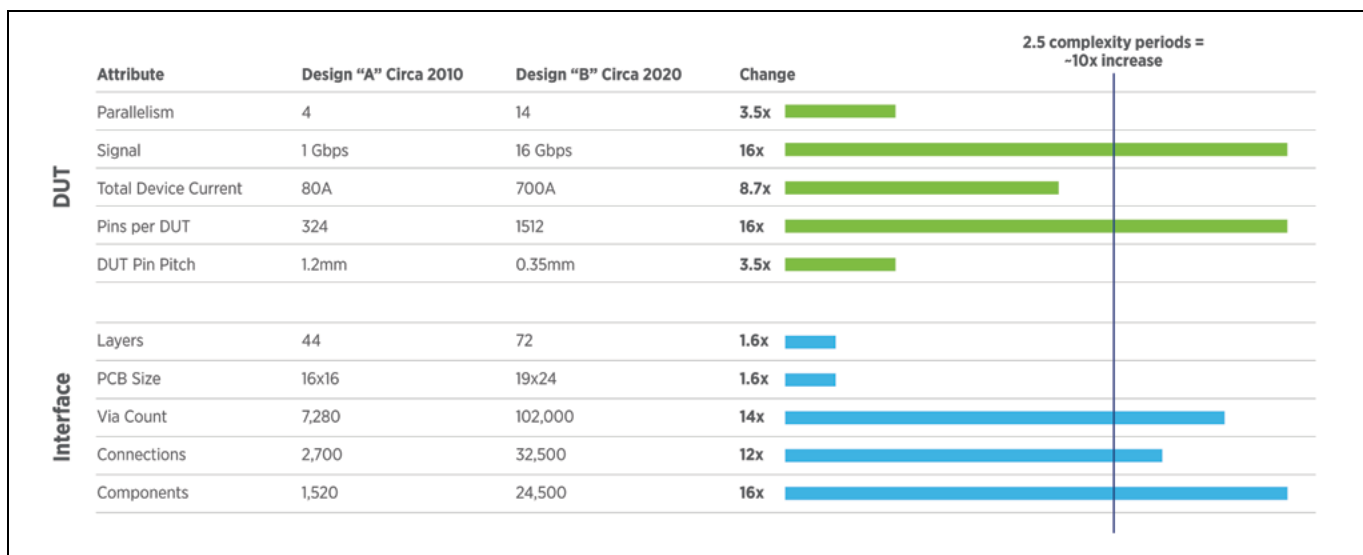 2.5 complexity periods =
~10x increase
Attribute Design “A” Circa 2010 Design “B” Circa 2020 Change
DUT
Parallelism 4 14 3.5x
Signal 1 Gbps 16 Gbps 16x
Total Device Current 80A 700A 8.7x
Pins per DUT 324 1512 16x
DUT Pin Pitch 1.2mm 0.35mm 3.5x
Interface
Layers 44 72 1.6x
PCB Size 16x16 19x24 1.6x
Via Count 7,280 102,000 14x
Connections 2,700 32,500 12x
Components 1,520 24,500 16x